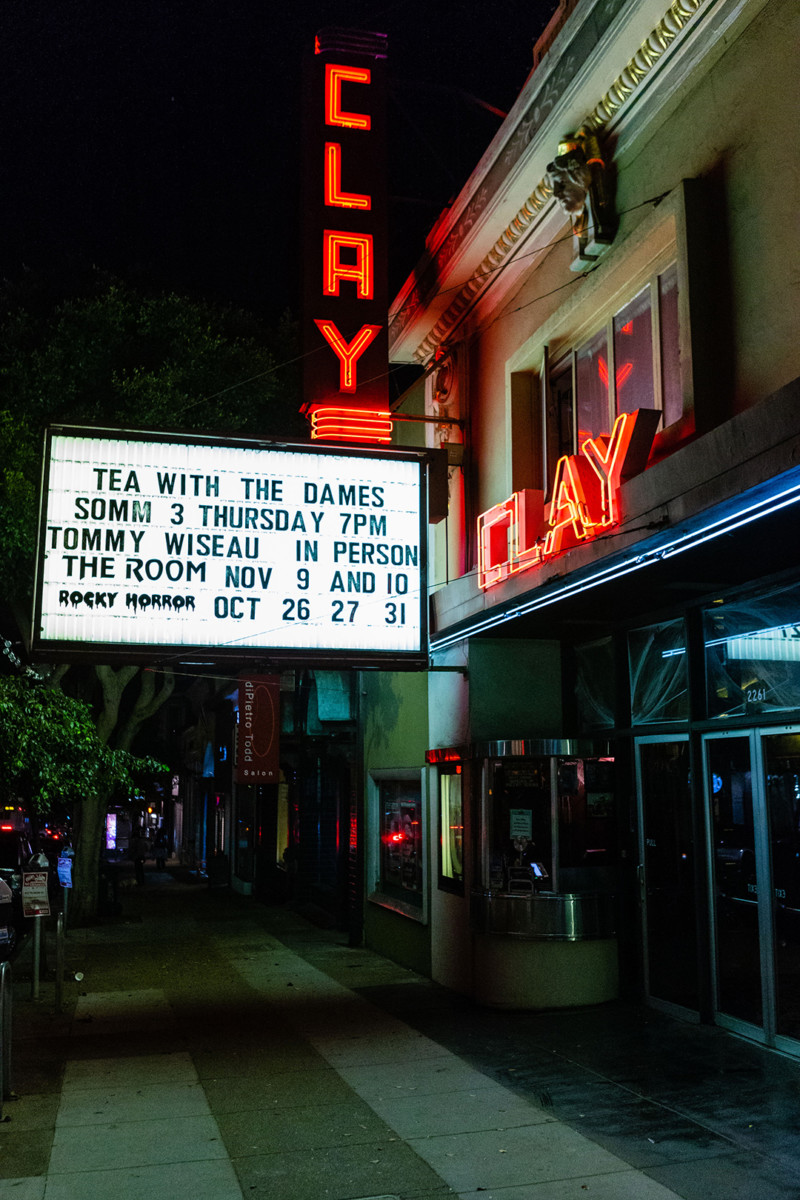 CLAY
TEA WITH THE DAMES
SOMM 3 THURSDAY 7PM
TOMMY WISEAU IN PERSON
THE ROOM NOV 9 AND 10
ROCKY HORROR OCT 26 27 31
CLAY
2261
diPietro Todd
Salon